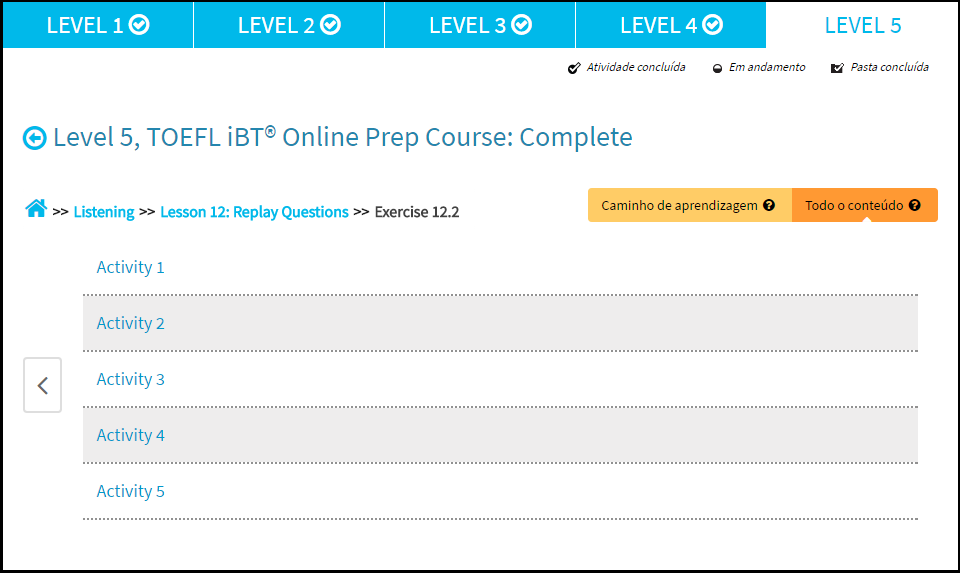 LEVEL 1 LEVEL 2 LEVEL 3 LEVEL 4 LEVEL 5
Atividade concluída Em andamento Pasta concluída
Level 5, TOEFL iBT® Online Prep Course: Complete
>> Listening >> Lesson 12: Replay Questions >> Exercise 12.2
Caminho de aprendizagem ? Todo o conteúdo ?
Activity 1
Activity 2
Activity 3
Activity 4
Activity 5